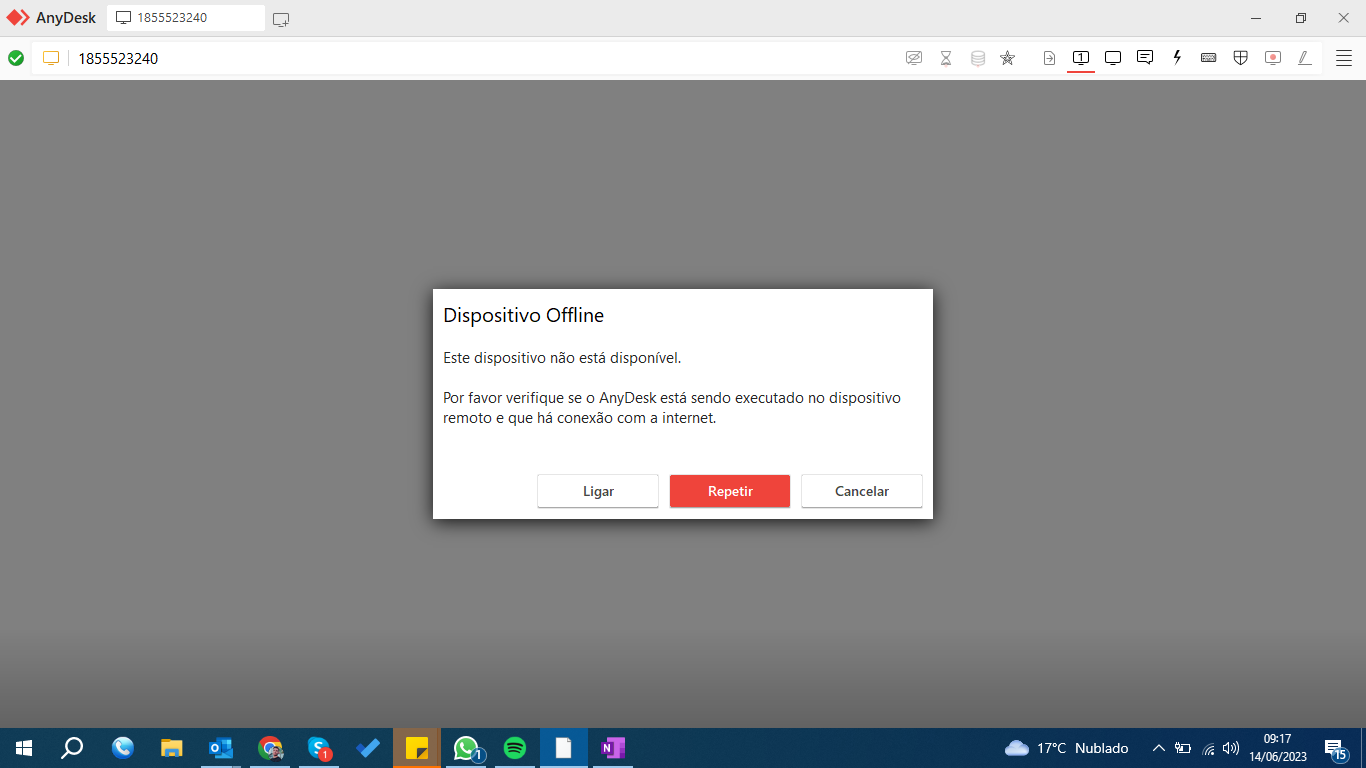 AnyDesk
1855523240
1855523240
1
Dispositivo Offline
Este dispositivo não está disponível.
Por favor verifique se o AnyDesk está sendo executado no dispositivo
remoto e que há conexão com a internet.
Ligar
Repetir
Cancelar
O
S
1
1
N
17°C Nublado
09:17
14/06/2023
15